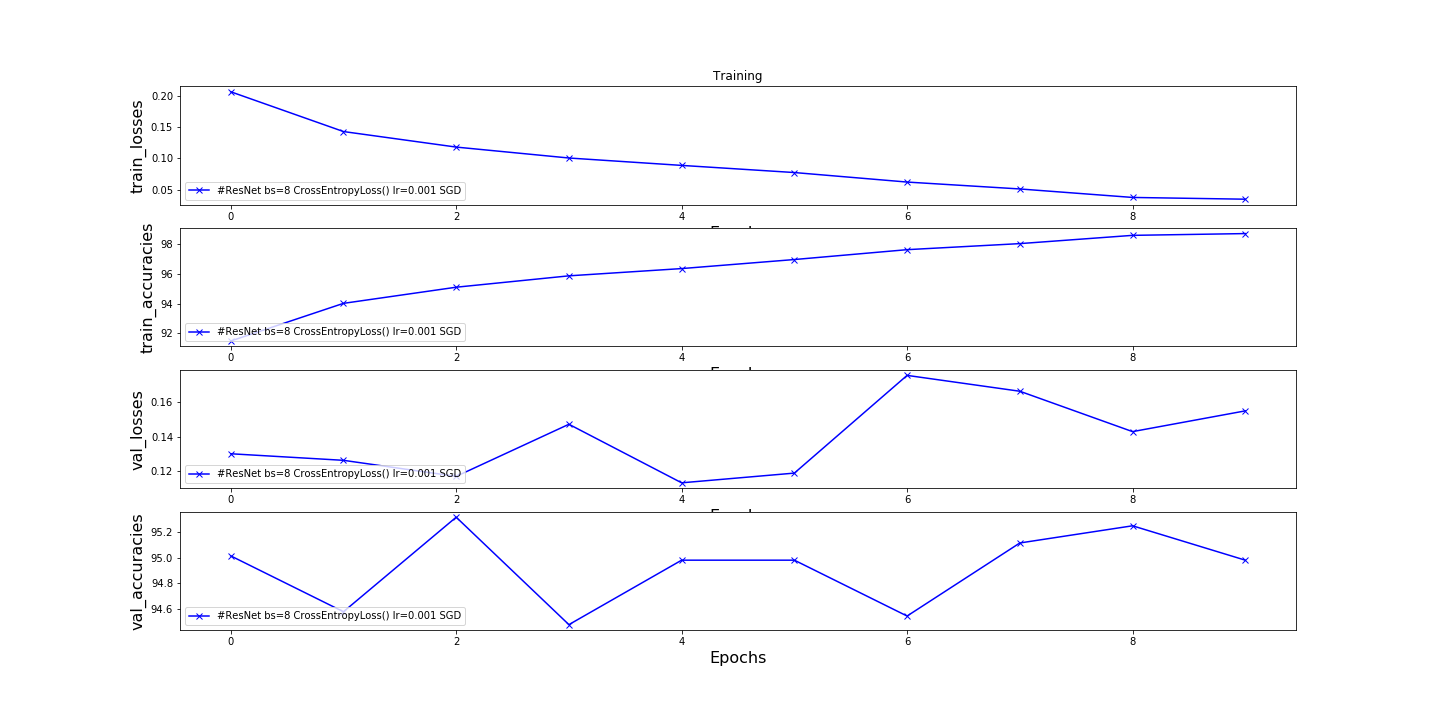 Training
train_losses
0.20
0.15
0.10
0.05
#ResNet bs=8 CrossEntropyLoss() lr=0.001 SGD
0 2 4 6 8
train_accuracies
98
96
94
92
#ResNet bs=8 CrossEntropyLoss() lr=0.001 SGD
0 2 4 6 8
val_losses
0.16
0.14
0.12
#ResNet bs=8 CrossEntropyLoss() lr=0.001 SGD
0 2 4 6 8
val_accuracies
95.2
95.0
94.8
94.6
#ResNet bs=8 CrossEntropyLoss() lr=0.001 SGD
0 2 4 6 8
Epochs